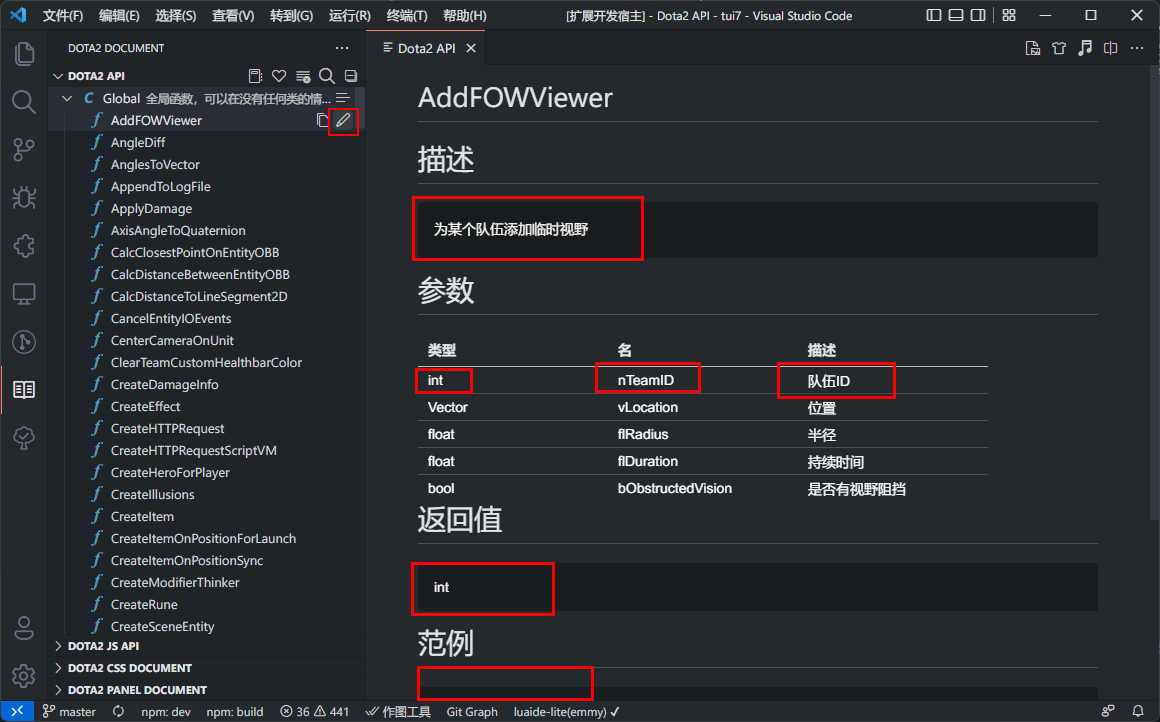 文件(F) 编辑(E) 选择(S) 查看(V) 转到(G) 运行(R) 终端(T) 帮助(H) [扩展开发宿主] - Dota2 API - tui7 - Visual Studio Code
DOTA2 DOCUMENT
DOTA2 API
Global 全局函数，可以在没有任何类的情...
AddFOWViewer
AngleDiff
AnglesToVector
AppendToLogFile
ApplyDamage
AxisAngleToQuaternion
CalcClosestPointOnEntityOBB
CalcDistanceBetweenEntityOBB
CalcDistanceToLineSegment2D
CancelEntityIOEvents
CenterCameraOnUnit
ClearTeamCustomHealthbarColor
CreateDamageInfo
CreateEffect
CreateHTTPRequest
CreateHTTPRequestScriptVM
CreateHeroForPlayer
CreateIllusions
CreateItem
CreateItemOnPositionForLaunch
CreateItemOnPositionSync
CreateModifierThinker
CreateRune
CreateSceneEntity
DOTA2 JS API
DOTA2 CSS DOCUMENT
DOTA2 PANEL DOCUMENT
Dota2 API
AddFOWViewer
描述
为某个队伍添加临时视野
参数
类型 名 描述
int nTeamID 队伍ID
Vector vLocation 位置
float flRadius 半径
float flDuration 持续时间
bool bObstructedVision 是否有视野阻挡
返回值
int
范例
master npm: dev npm: build 36 441 作图工具 Git Graph luaide-lite(emmy) ✓